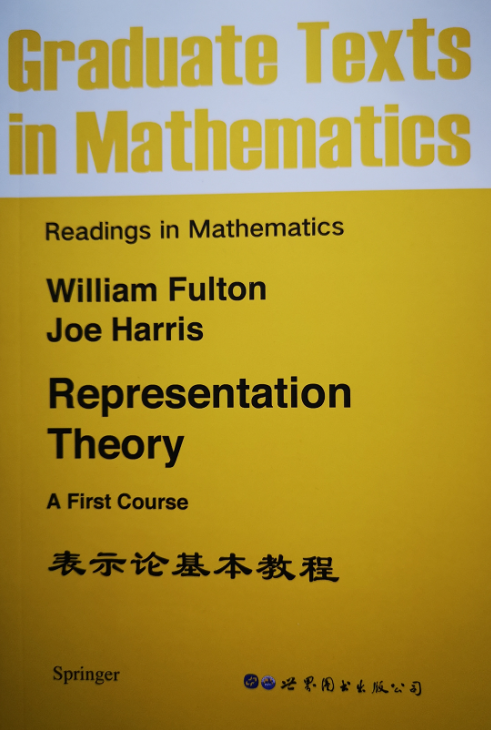 Graduate Texts
in Mathematics
Readings in Mathematics
William Fulton
Joe Harris
Representation
Theory
A First Course
表示论基本教程
Springer
世界图书出版公司